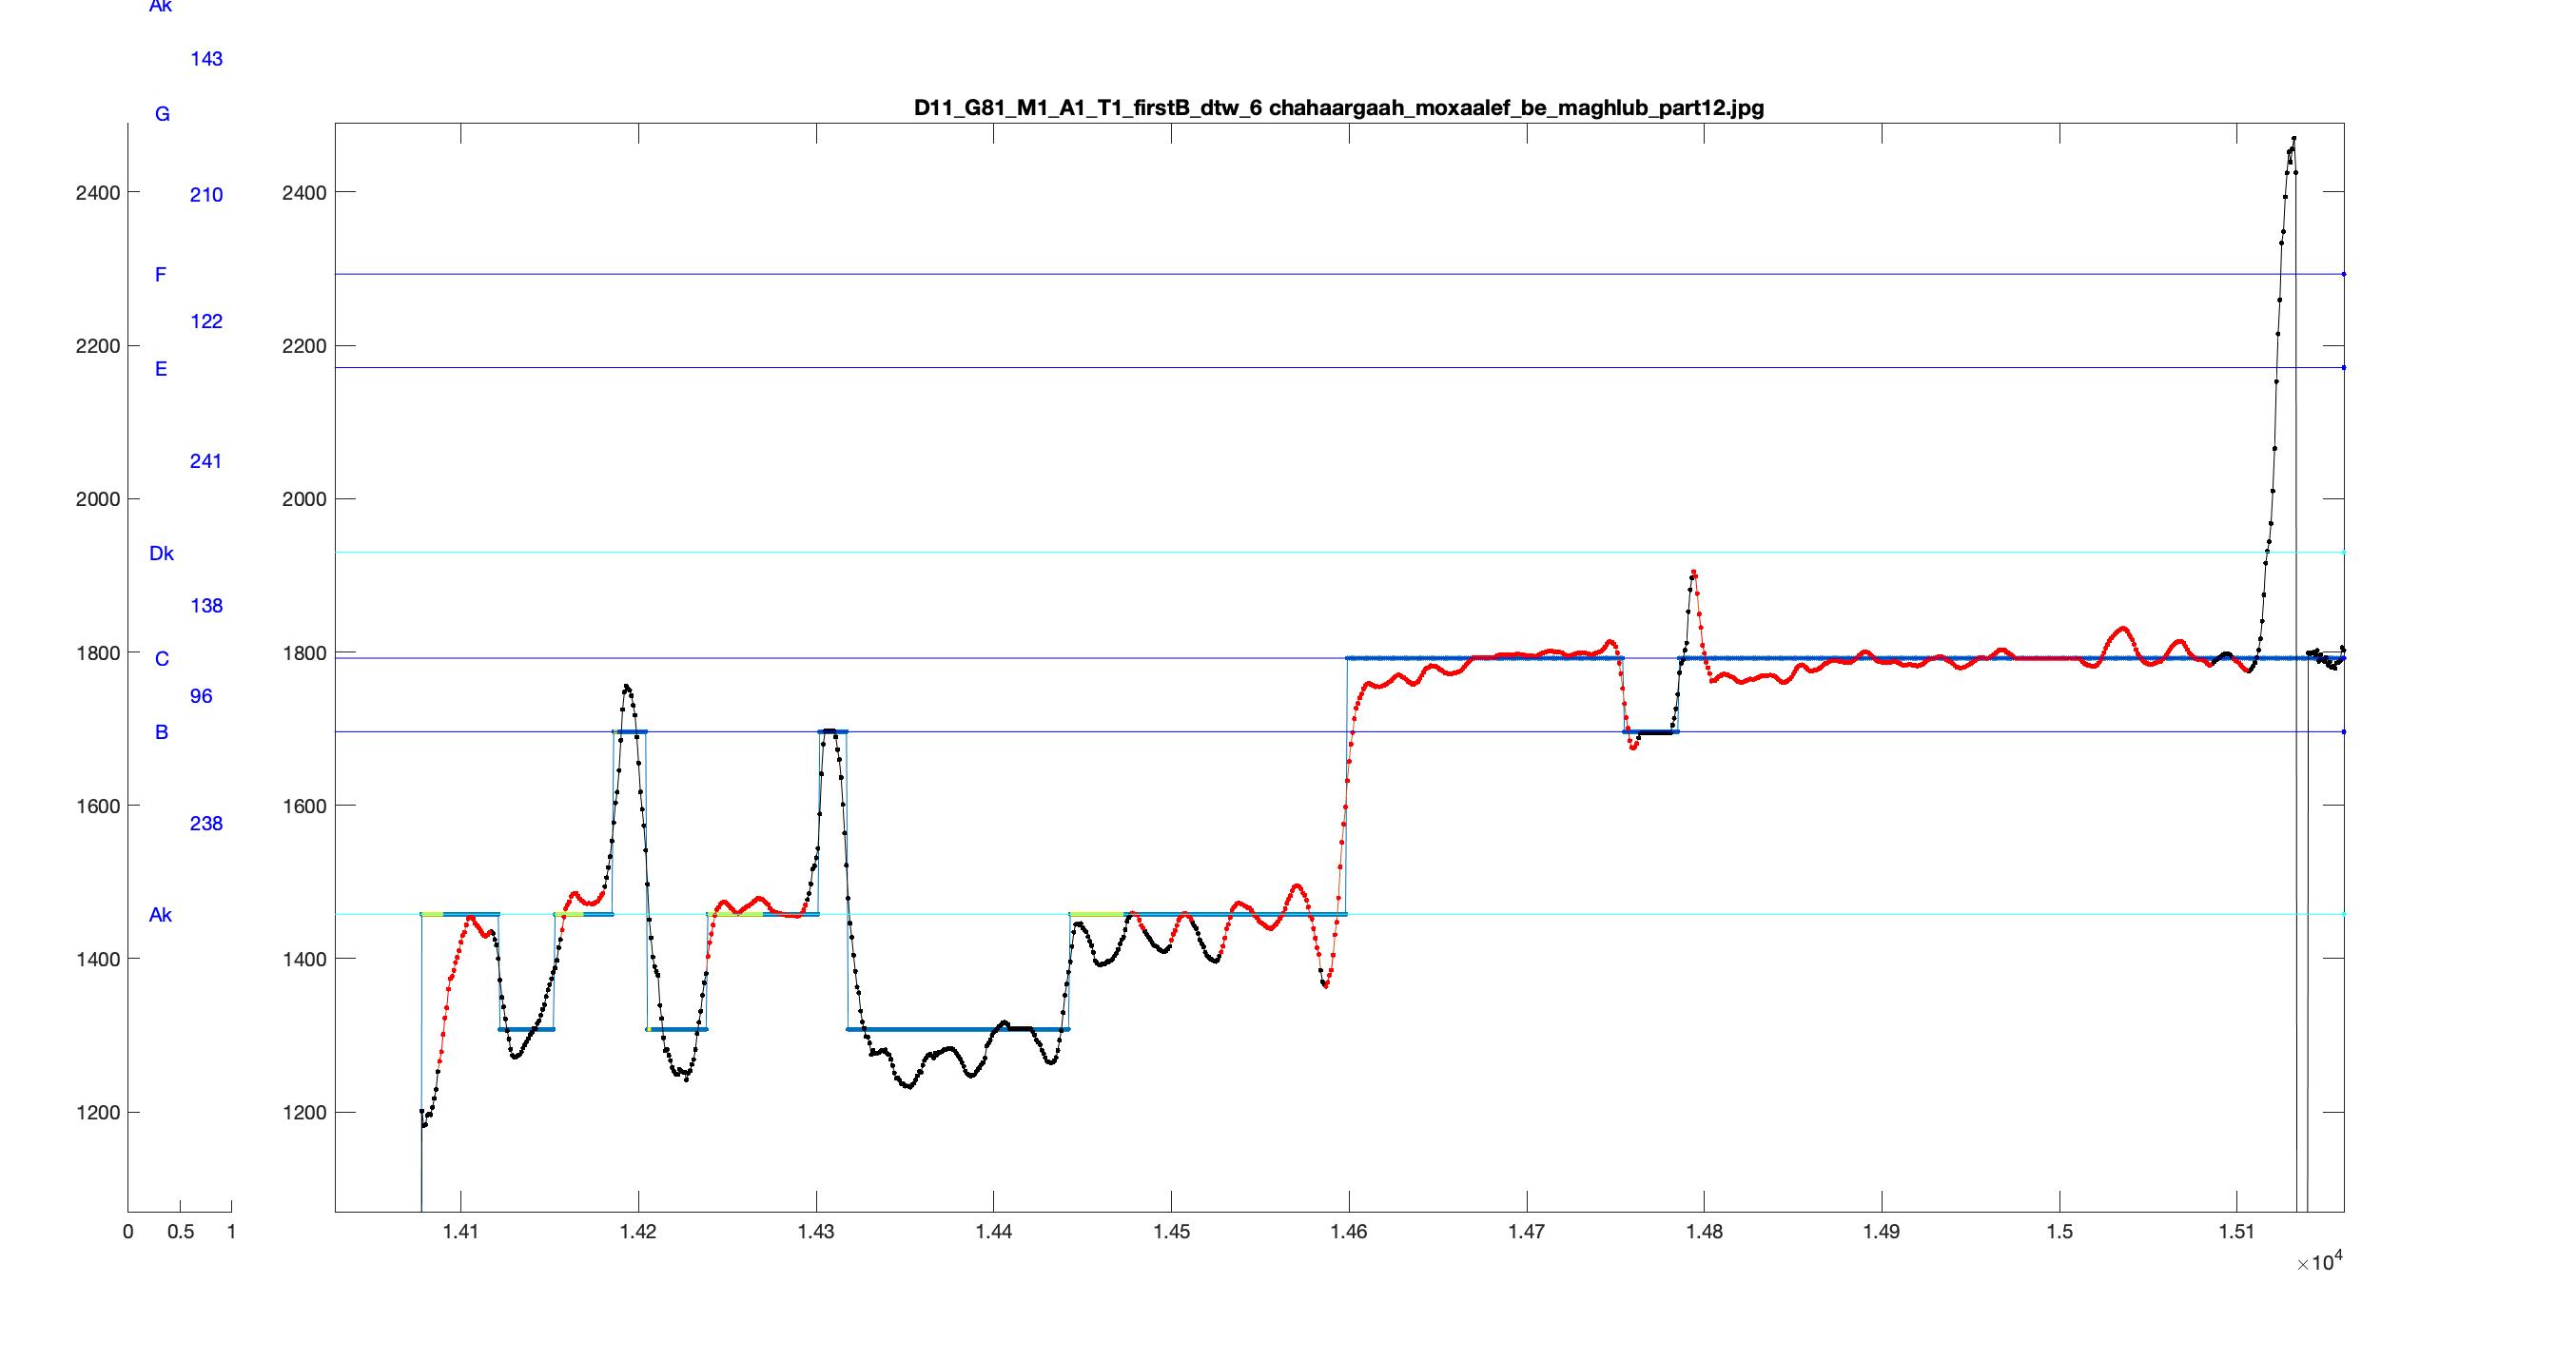 Ak
143
G
D11_G81_M1_A1_T1_firstB_dtw_6 chahaargaah_moxaalef_be_maghlub_part12.jpg
2400 210 2400
F
122
2200 2200
E
241
2000 2000
Dk
138
1800 C 1800
96
B
1600 238 1600
Ak
1400 1400
1200 1200
0 0.5 1 1.41 1.42 1.43 1.44 1.45 1.46 1.47 1.48 1.49 1.5 1.51
×10^4